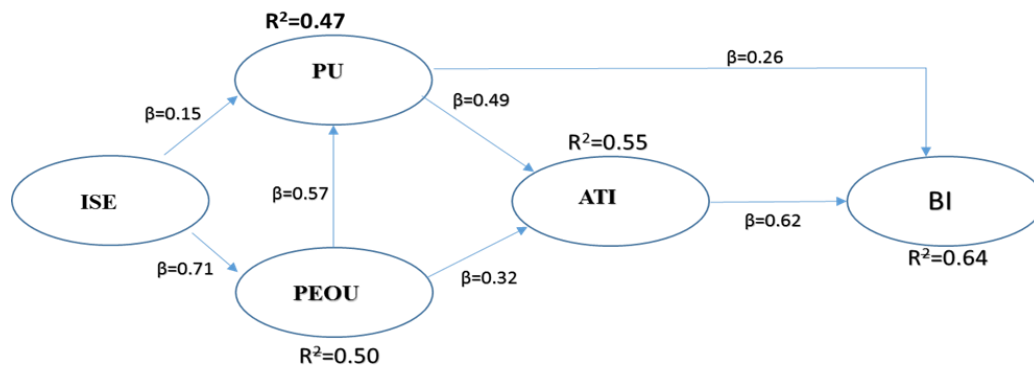 R²=0.47
PU
β=0.26
β=0.15
β=0.49
R²=0.55
ISE
β=0.57
ATI
BI
β=0.62
β=0.71
PEOU
β=0.32
R²=0.64
R²=0.50